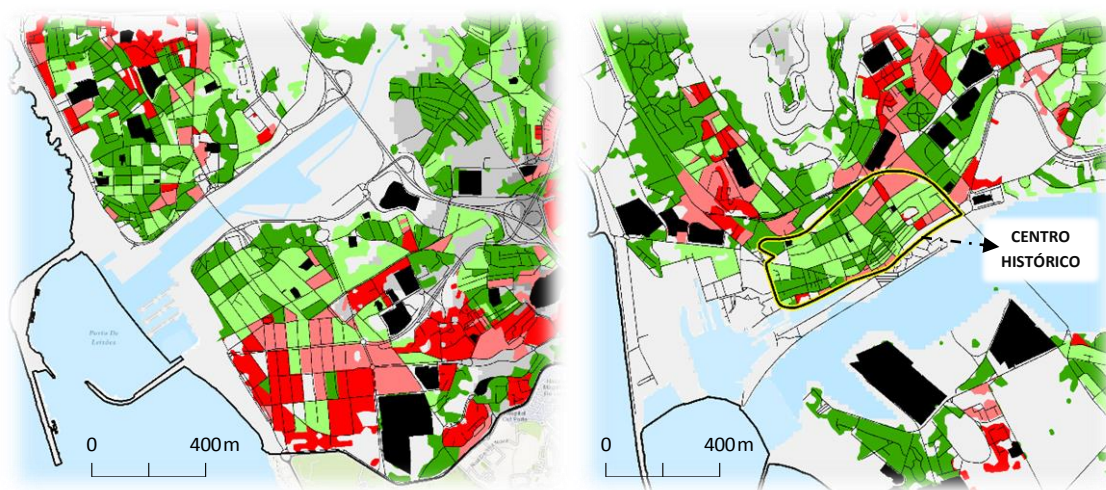 Porto De
Leixões
0
400m
CENTRO
HISTÓRICO
0
400m